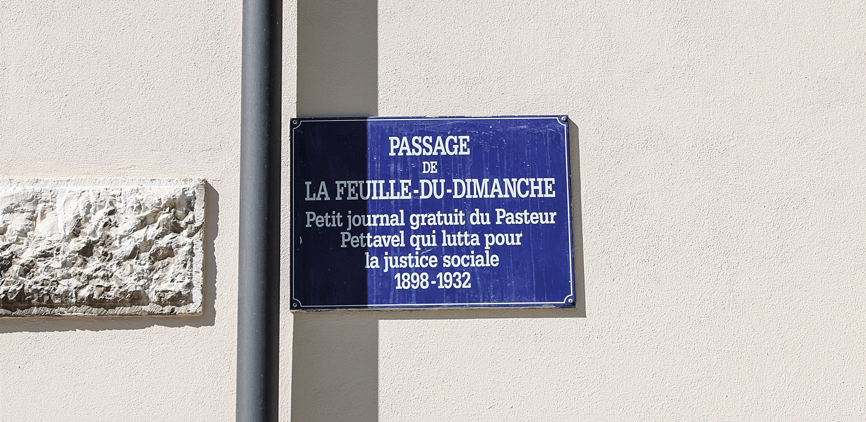 PASSAGE
DE
LA FEUILLE-DU-DIMANCHE
Petit journal gratuit du Pasteur
Pettavel qui lutta pour
la justice sociale
1898-1932